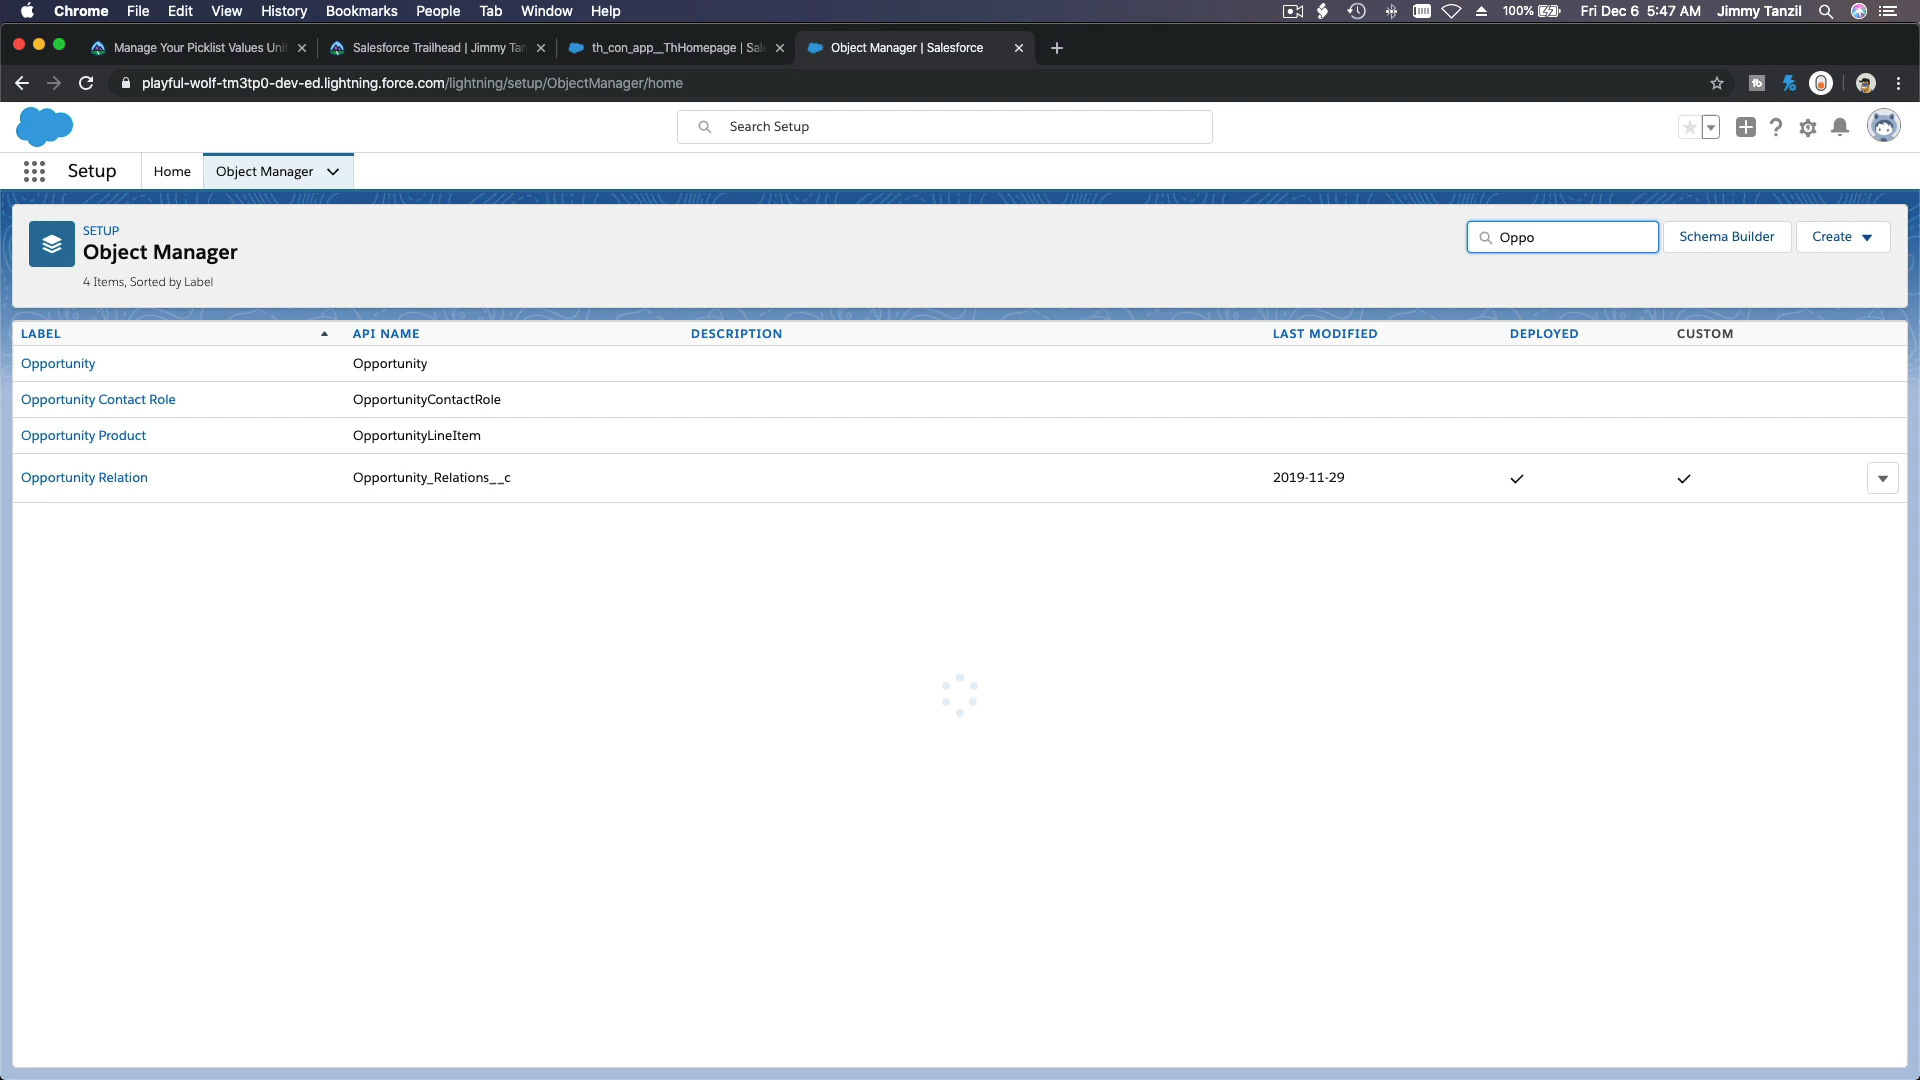 Chrome File Edit View History Bookmarks People Tab Window Help 100% Fri Dec 6 5:47 AM Jimmy Tanzil
Manage Your Picklist Values Unit Salesforce Trailhead | Jimmy Tan th_con_app__ThHomepage | Sale Object Manager | Salesforce
playful-wolf-tm3tp0-dev-ed.lightning.force.com/lightning/setup/ObjectManager/home
Search Setup
Setup Home Object Manager
SETUP
Object Manager
4 Items, Sorted by Label
Oppo Schema Builder Create
LABEL API NAME DESCRIPTION LAST MODIFIED DEPLOYED CUSTOM
Opportunity Opportunity
Opportunity Contact Role OpportunityContactRole
Opportunity Product OpportunityLineItem
Opportunity Relation Opportunity_Relations__c 2019-11-29